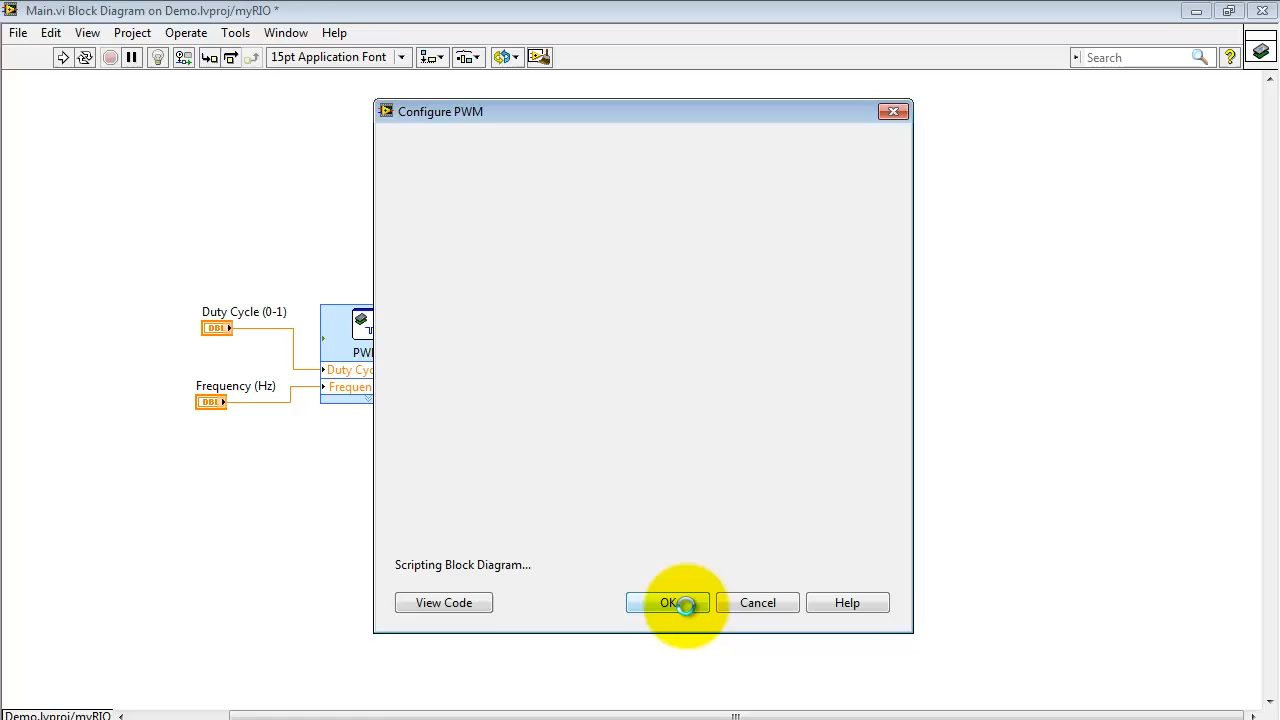 Main.vi Block Diagram on Demo.lvproj/myRIO *
File Edit View Project Operate Tools Window Help
15pt Application Font
Search
Configure PWM
Duty Cycle (0-1)
DBL
Frequency (Hz)
DBL
Duty Cyc
Frequen
Scripting Block Diagram...
View Code
OK
Cancel
Help
Demo.lvproj/myRIO